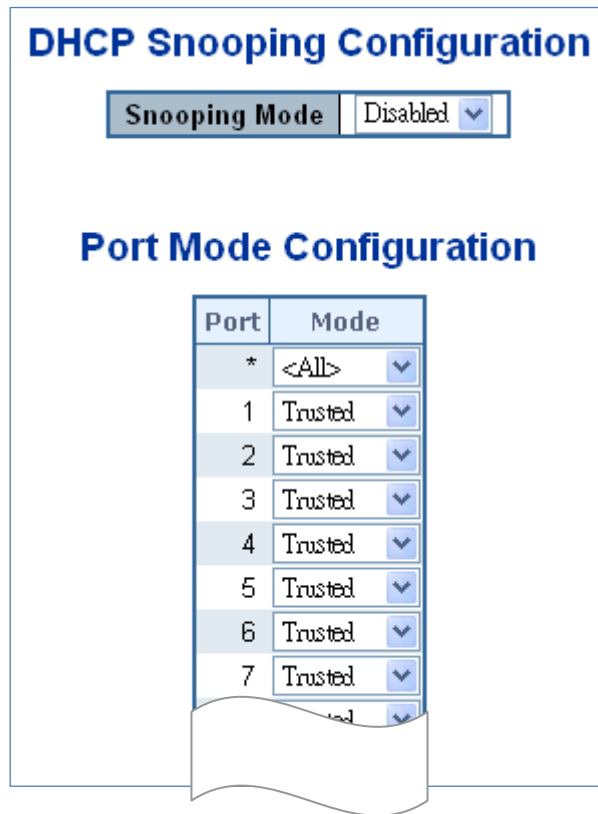 DHCP Snooping Configuration
Snooping Mode Disabled
Port Mode Configuration
Port Mode
* <All>
1 Trusted
2 Trusted
3 Trusted
4 Trusted
5 Trusted
6 Trusted
7 Trusted